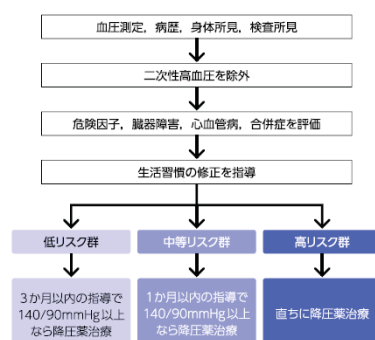 血圧測定，病歴，身体所見，検査所見
二次性高血圧を除外
危険因子，臓器障害，心血管病，合併症を評価
生活習慣の修正を指導
低リスク群
中等リスク群
高リスク群
3か月以内の指導で
140/90mmHg以上
なら降圧薬治療
1か月以内の指導で
140/90mmHg以上
なら降圧薬治療
直ちに降圧薬治療